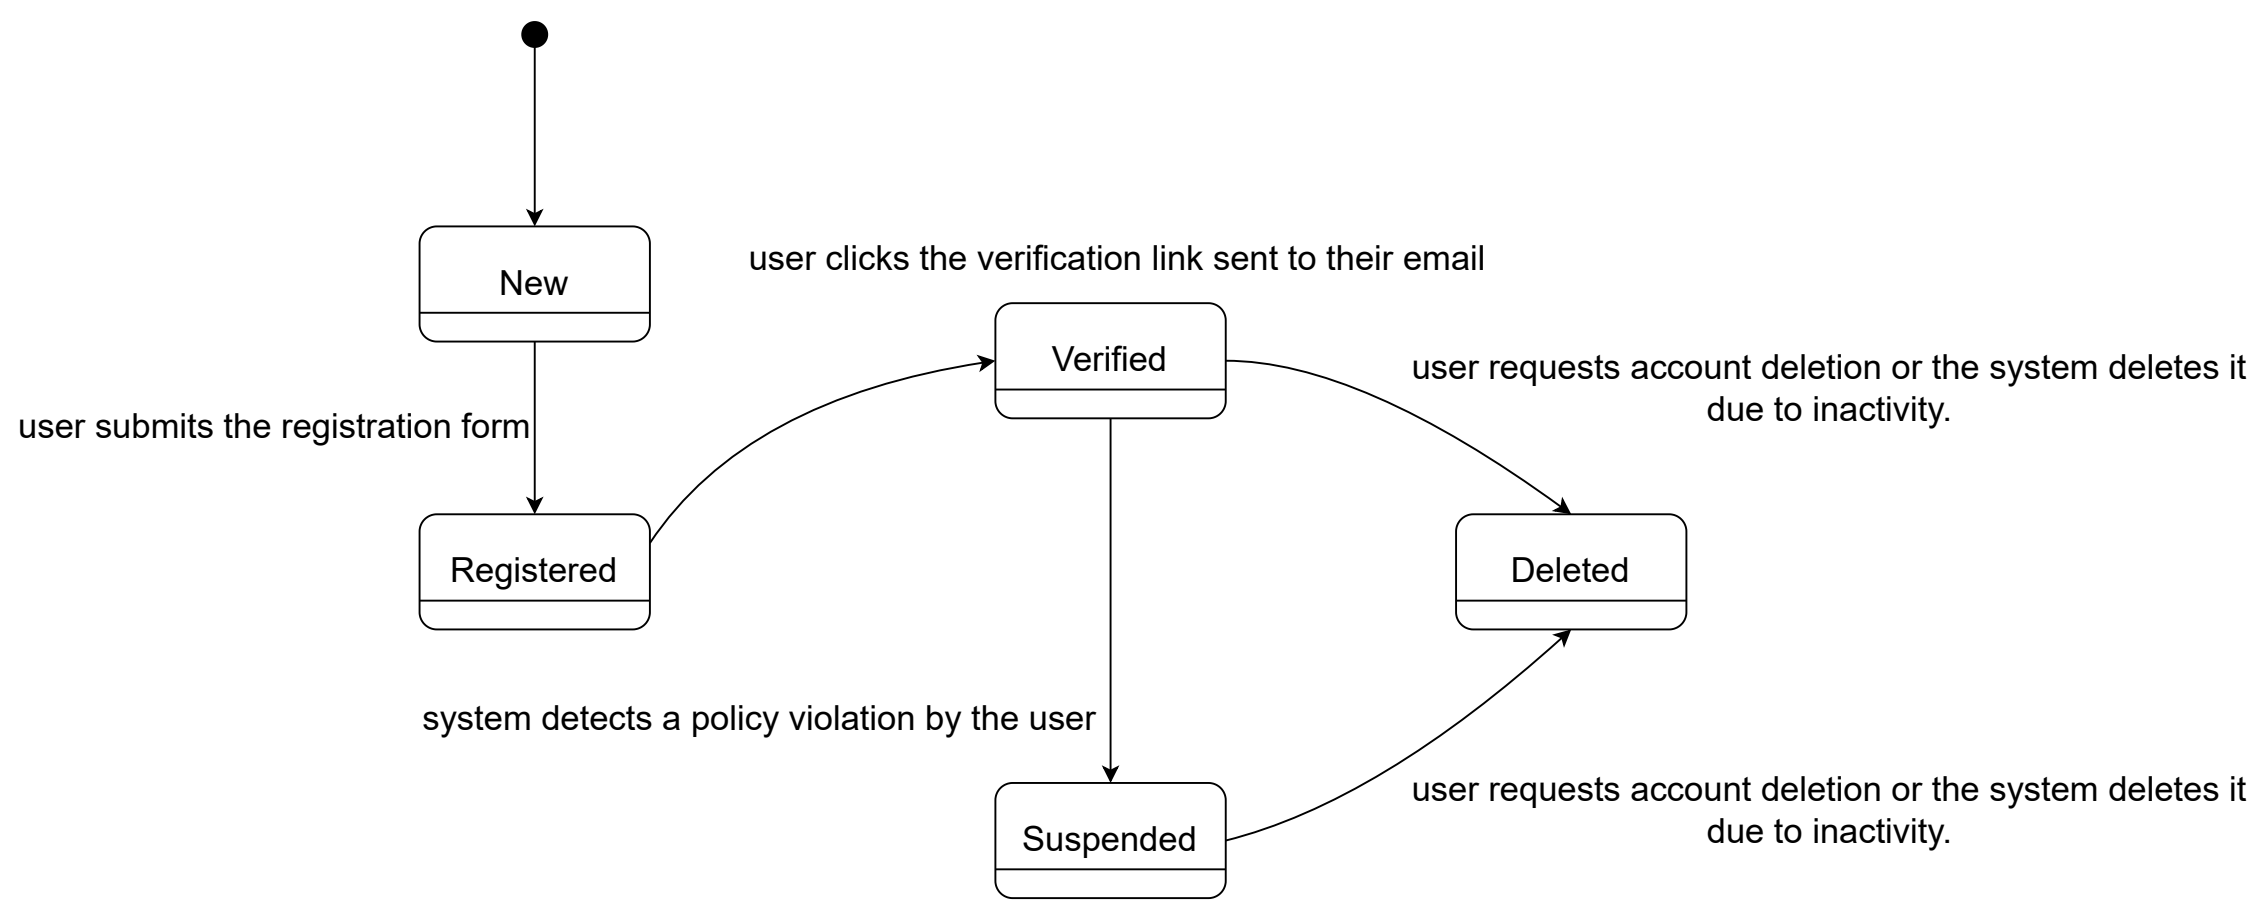 New
user clicks the verification link sent to their email
Verified
user requests account deletion or the system deletes it
due to inactivity.
user submits the registration form
Registered
Deleted
system detects a policy violation by the user
user requests account deletion or the system deletes it
due to inactivity.
Suspended